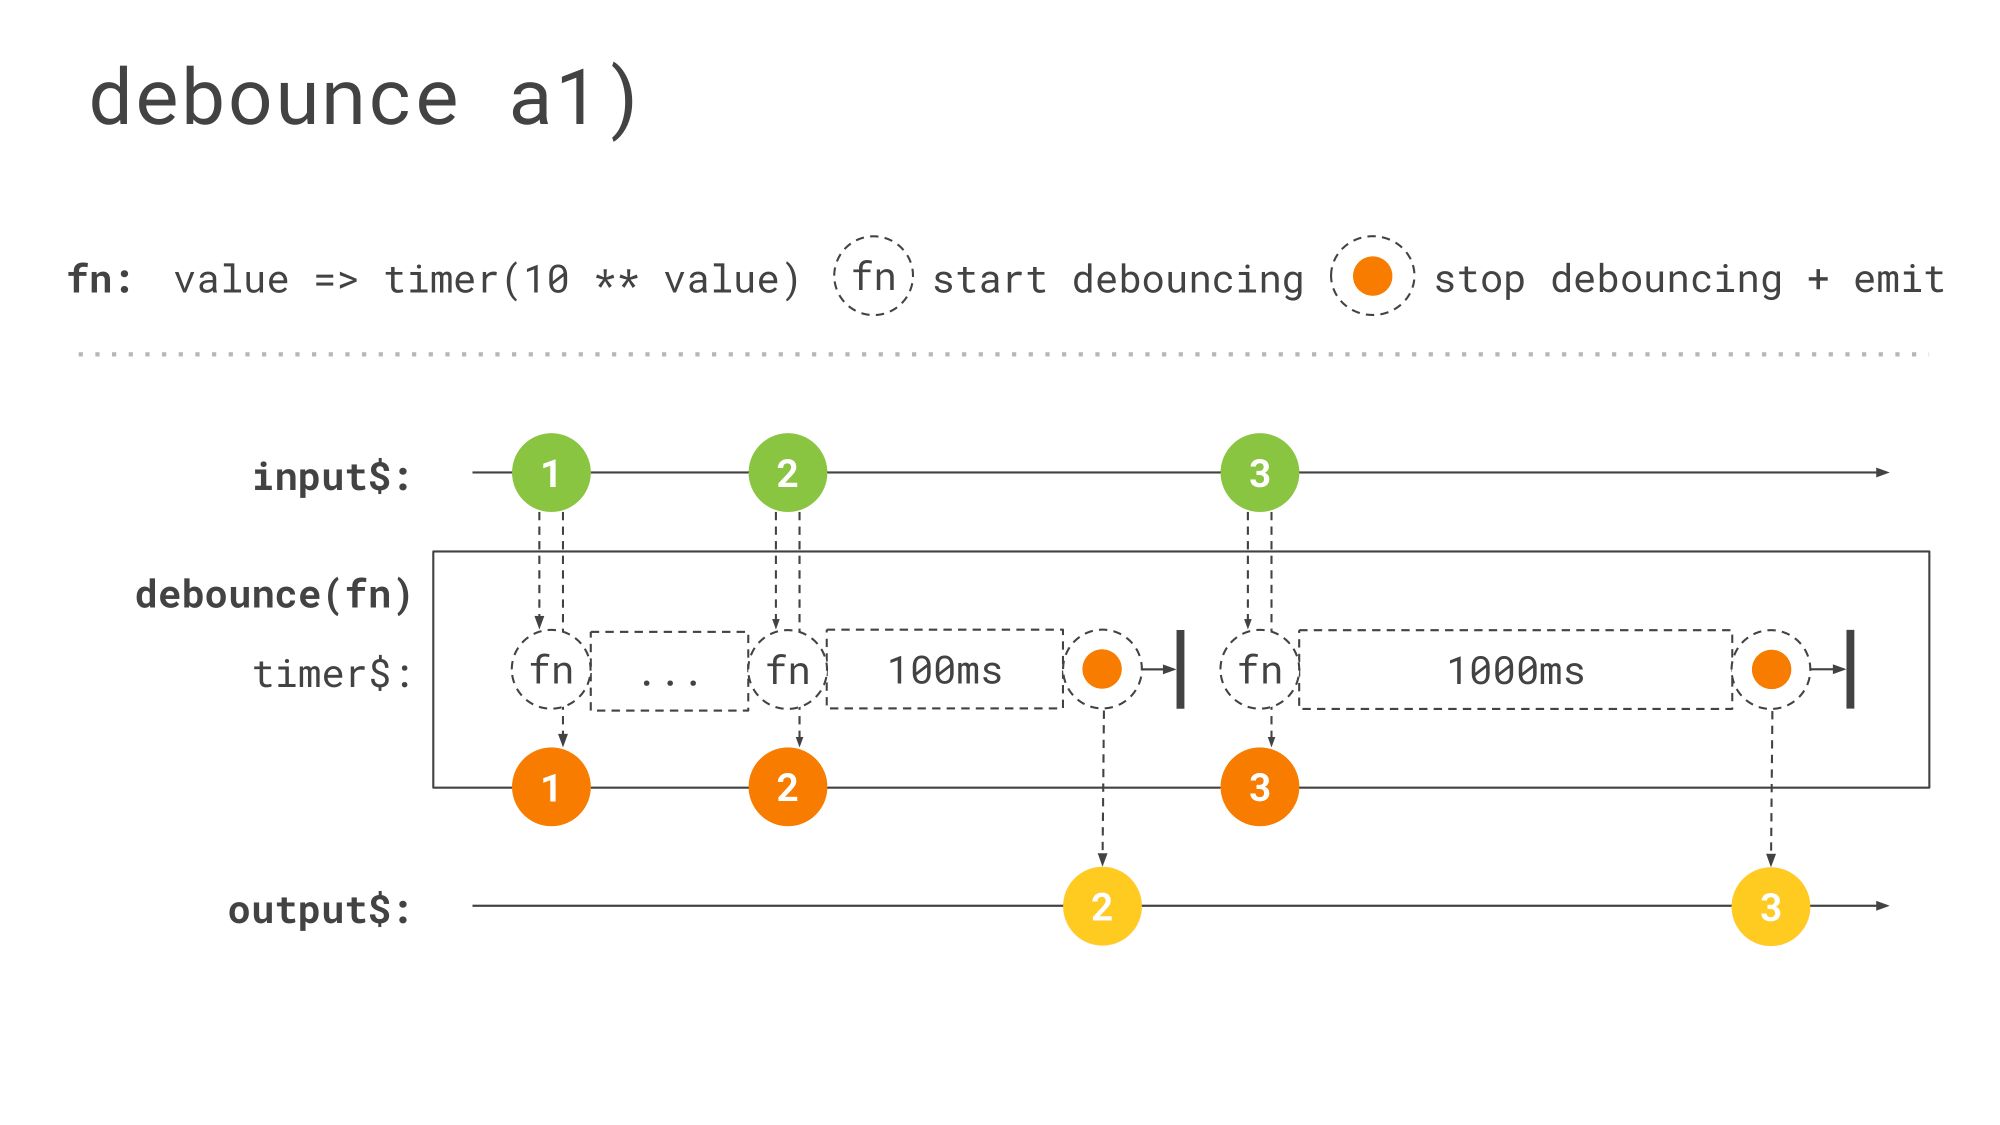 debounce a1)
fn: value => timer(10 ** value) fn start debouncing stop debouncing + emit
input$: 1 2 3
debounce(fn)
timer$: fn ... fn 100ms fn 1000ms
1 2 3
output$: 2 3